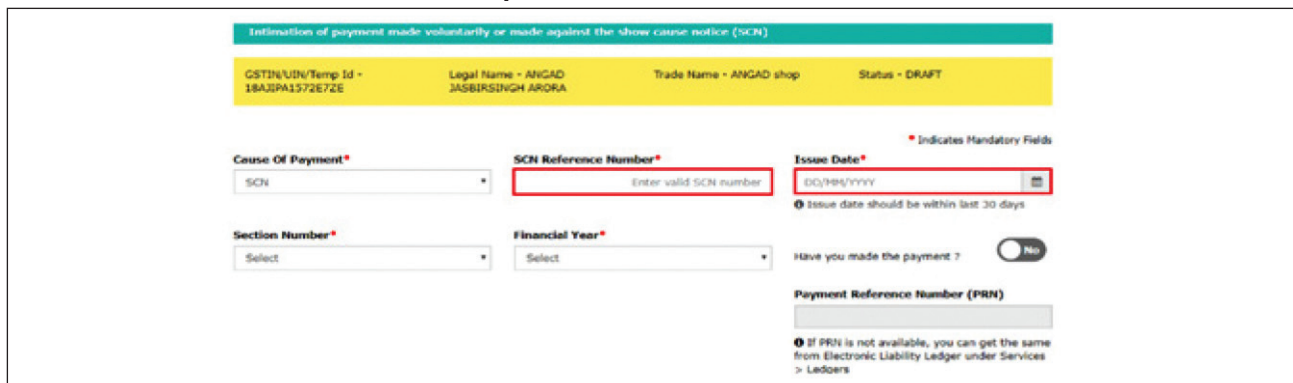 Intimation of payment made voluntarily or made against the show cause notice (SCN)
GSTIN/UIN/Temp Id -
18AJIPA1572E7ZE
Legal Name - ANGAD
JASBIRSINGH ARORA
Trade Name - ANGAD shop
Status - DRAFT
• Indicates Mandatory Fields
Cause Of Payment•
SCN
SCN Reference Number•
Enter valid SCN number
Issue Date•
DD/MM/YYYY
Issue date should be within last 30 days
Section Number•
Select
Financial Year•
Select
Have you made the payment ?
No
Payment Reference Number (PRN)
If PRN is not available, you can get the same
from Electronic Liability Ledger under Services
> Ledgers